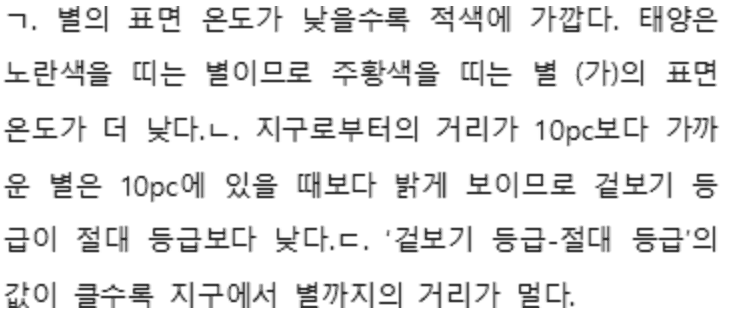 ㄱ. 별의 표면 온도가 낮을수록 적색에 가깝다. 태양은
노란색을 띠는 별이므로 주황색을 띠는 별 (가)의 표면
온도가 더 낮다.ㄴ. 지구로부터의 거리가 10pc보다 가까
운 별은 10pc에 있을 때보다 밝게 보이므로 겉보기 등
급이 절대 등급보다 낮다.ㄷ. ‘겉보기 등급-절대 등급’의
값이 클수록 지구에서 별까지의 거리가 멀다.